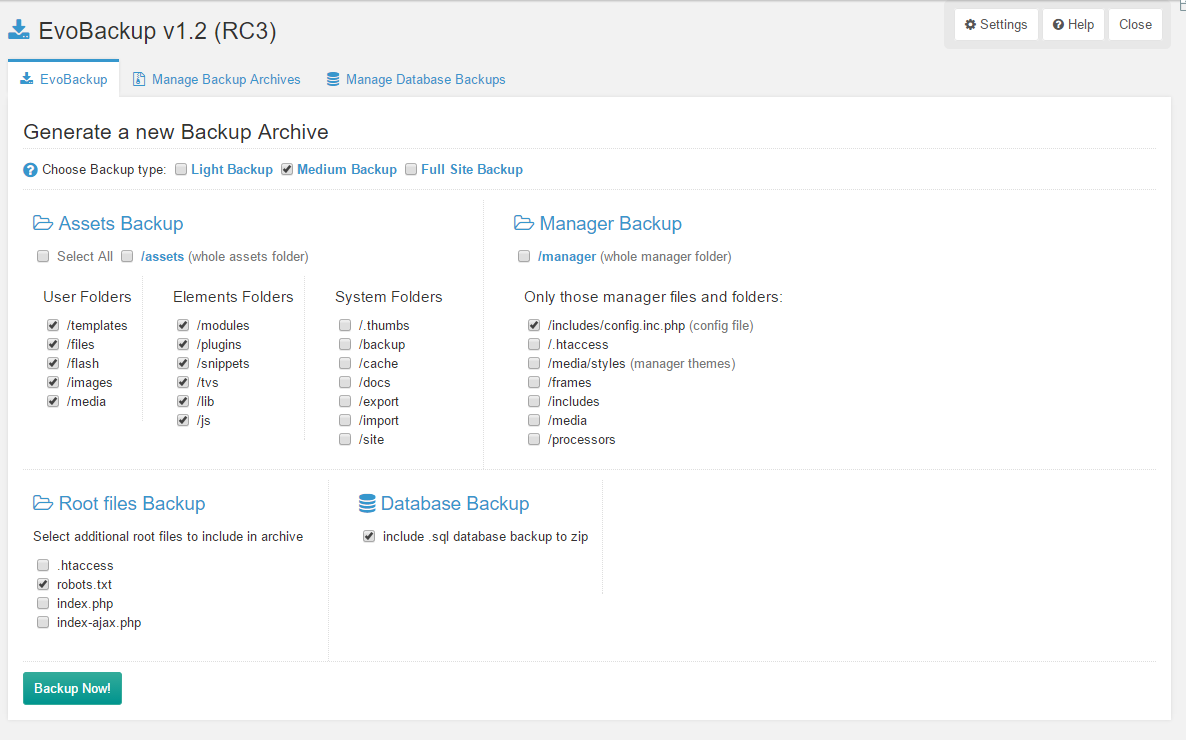 EvoBackup v1.2 (RC3)
Settings
Help
Close
EvoBackup
Manage Backup Archives
Manage Database Backups
Generate a new Backup Archive
Choose Backup type: Light Backup Medium Backup Full Site Backup
Assets Backup
Select All /assets (whole assets folder)
User Folders
/templates
/files
/flash
/images
/media
Elements Folders
/modules
/plugins
/snippets
/tvs
/lib
/js
System Folders
/.thumbs
/backup
/cache
/docs
/export
/import
/site
Manager Backup
/manager (whole manager folder)
Only those manager files and folders:
/includes/config.inc.php (config file)
/.htaccess
/media/styles (manager themes)
/frames
/includes
/media
/processors
Root files Backup
Select additional root files to include in archive
.htaccess
robots.txt
index.php
index-ajax.php
Database Backup
include .sql database backup to zip
Backup Now!